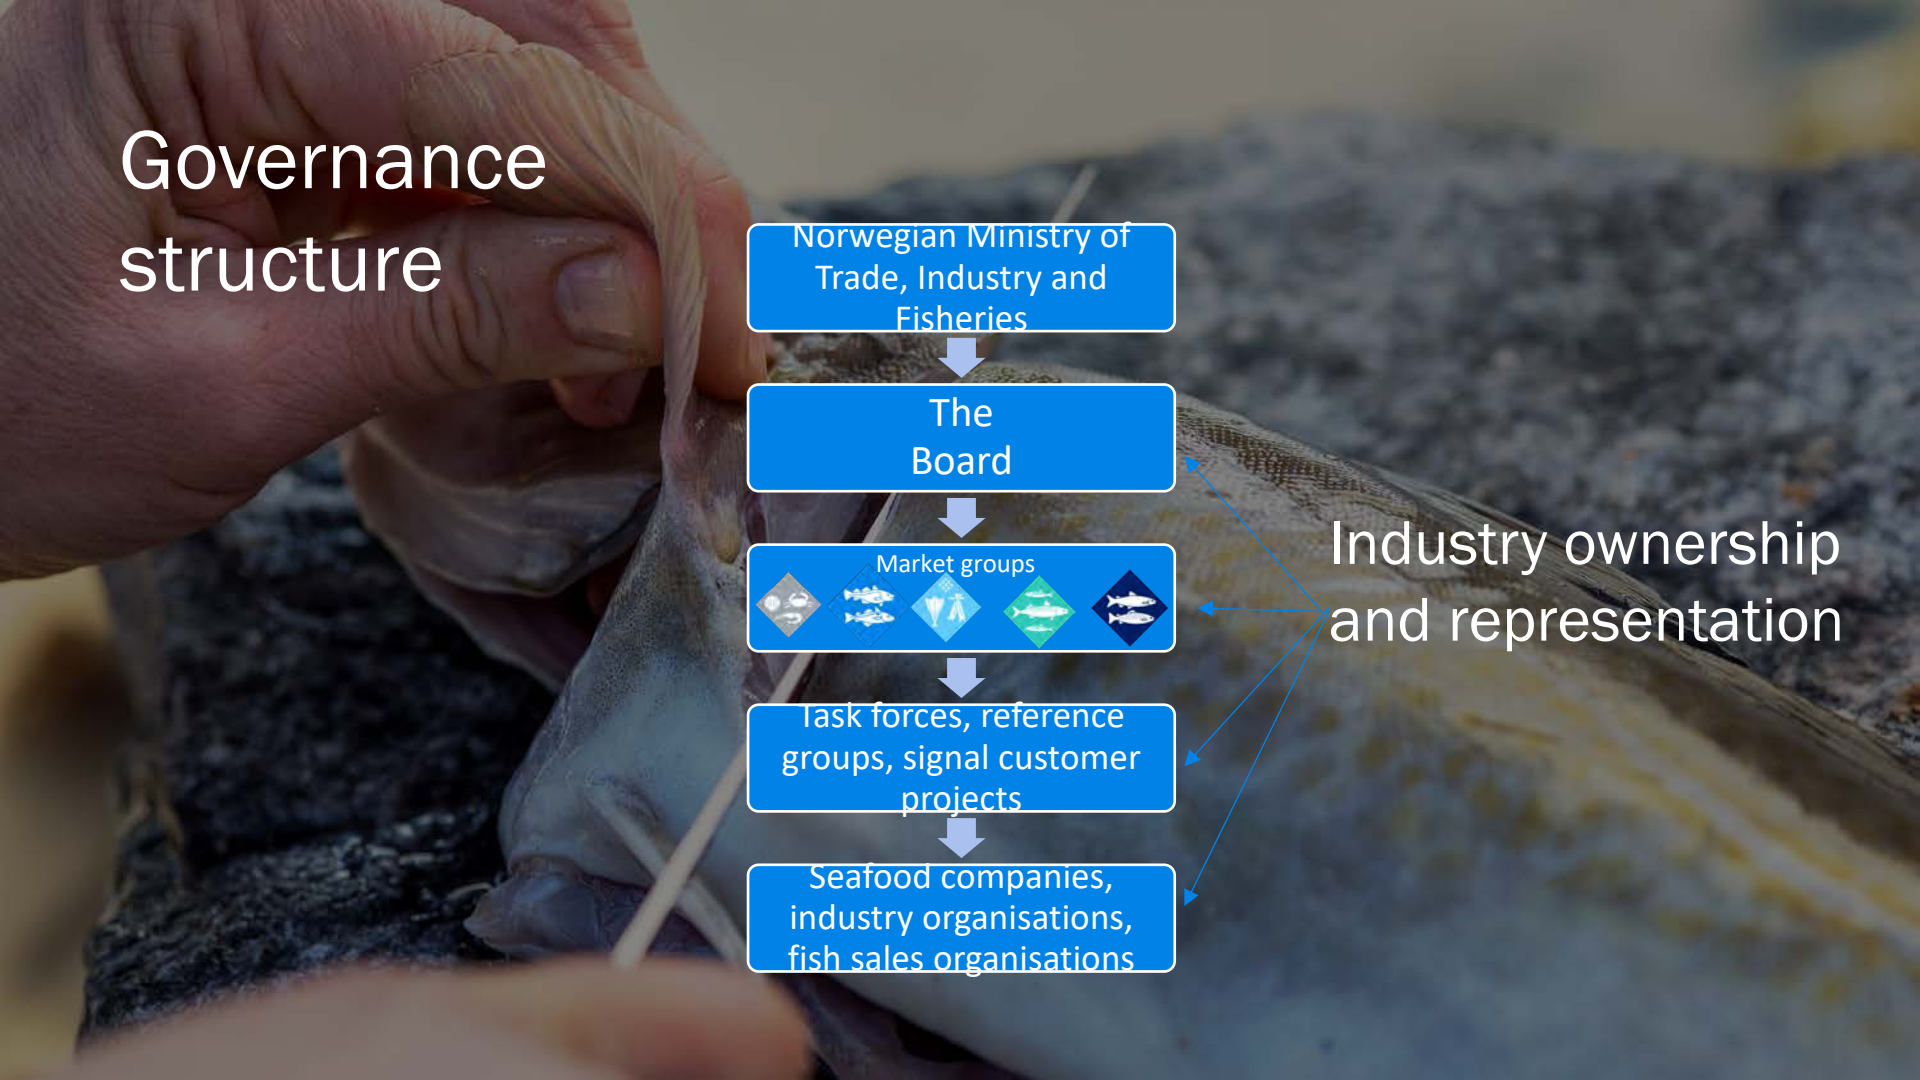 Governance
structure
Norwegian Ministry of
Trade, Industry and
Fisheries
The
Board
Market groups
Industry ownership
and representation
Task forces, reference
groups, signal customer
projects
Seafood companies,
industry organisations,
fish sales organisations